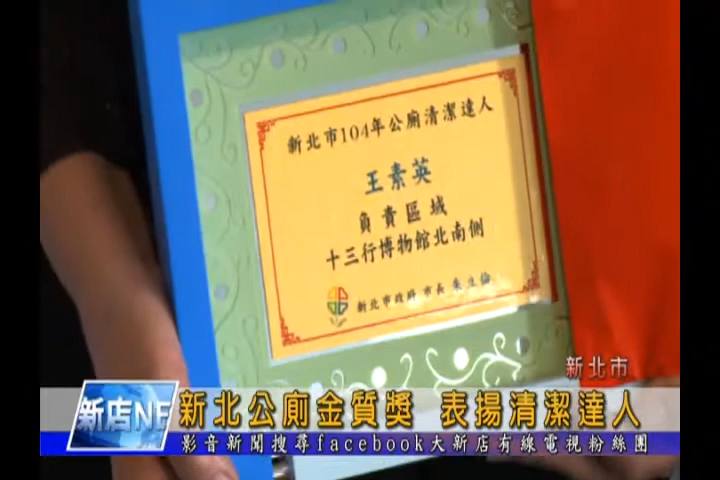 新北市104年公廁清潔達人
王素英
負責區域
十三行博物館北南側
新北市政府 市長 朱立倫
新北市
新店NE
新北公廁金質獎 表揚清潔達人
影音新聞搜尋facebook大新店有線電視粉絲團